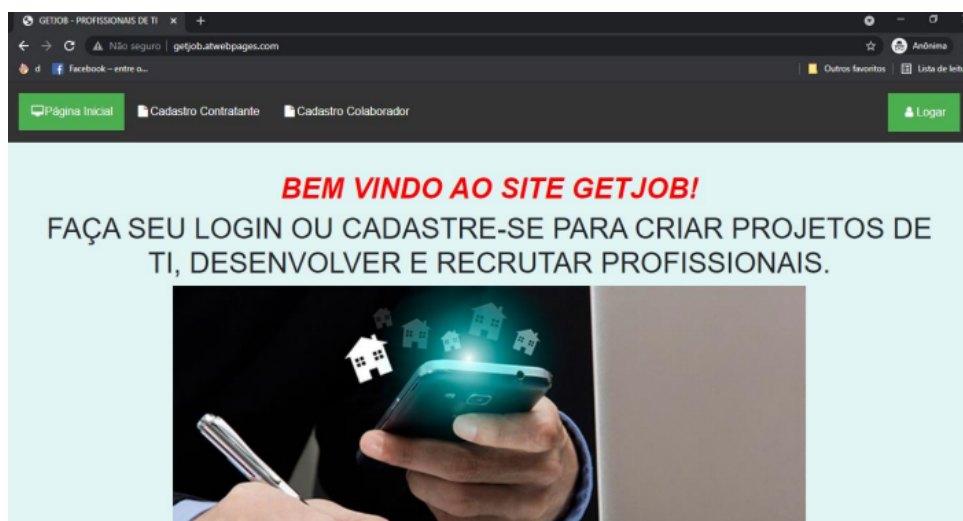 GETJOB - PROFISSIONAIS DE TI
Não seguro | getjob.atwebpages.com
Anônima
d Facebook – entre o...
Outros favoritos
Lista de leitu
Página Inicial
Cadastro Contratante
Cadastro Colaborador
Logar
BEM VINDO AO SITE GETJOB!
FAÇA SEU LOGIN OU CADASTRE-SE PARA CRIAR PROJETOS DE
TI, DESENVOLVER E RECRUTAR PROFISSIONAIS.